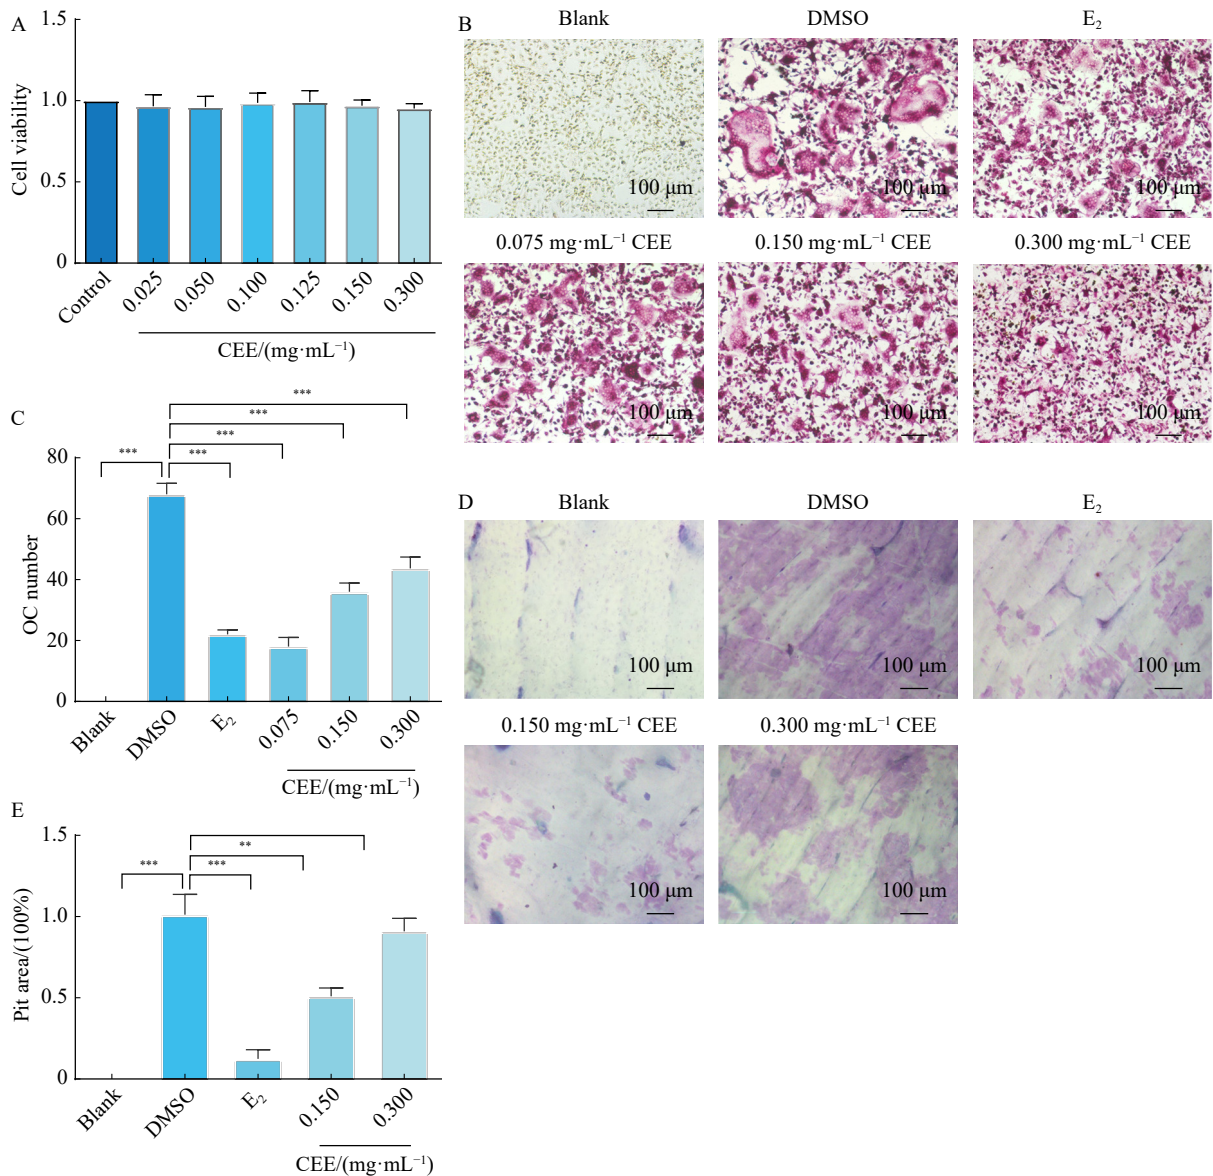 A
1.5
1.0
0.5
0
Cell viability
Control
0.025
0.050
0.100
0.125
0.150
0.300
CEE/(mg·mL⁻¹)
B
Blank
DMSO
E₂
100 μm
100 μm
100 μm
0.075 mg·mL⁻¹ CEE
0.150 mg·mL⁻¹ CEE
0.300 mg·mL⁻¹ CEE
100 μm
100 μm
100 μm
C
***
***
***
***
***
80
60
40
20
0
OC number
Blank
DMSO
E₂
0.075
0.150
0.300
CEE/(mg·mL⁻¹)
D
Blank
DMSO
E₂
100 μm
100 μm
100 μm
0.150 mg·mL⁻¹ CEE
0.300 mg·mL⁻¹ CEE
100 μm
100 μm
E
1.5
1.0
0.5
0
Pit area/(100%)
**
***
***
Blank
DMSO
E₂
0.150
0.300
CEE/(mg·mL⁻¹)